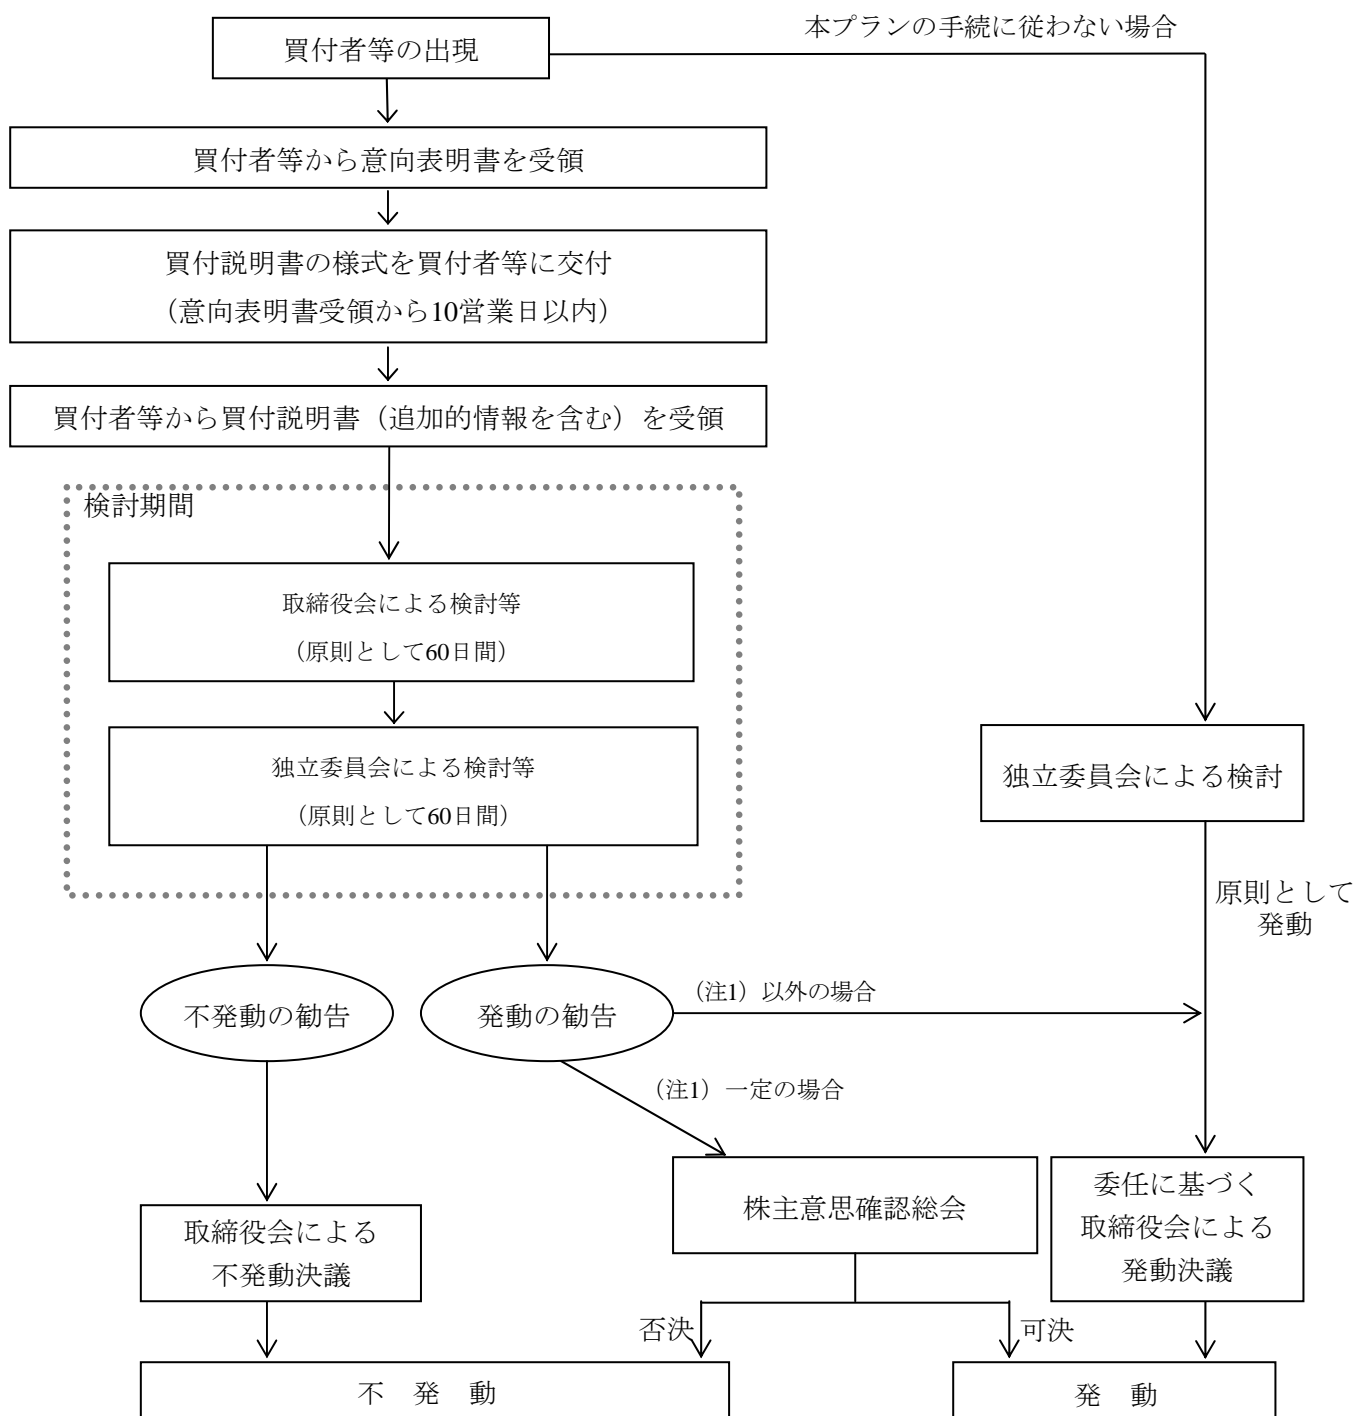 本プランの手続に従わない場合
買付者等の出現
買付者等から意向表明書を受領
買付説明書の様式を買付者等に交付
（意向表明書受領から10営業日以内）
買付者等から買付説明書（追加的情報を含む）を受領
検討期間
取締役会による検討等
（原則として60日間）
独立委員会による検討等
（原則として60日間）
独立委員会による検討
原則として
発動
不発動の勧告
発動の勧告
（注1）以外の場合
（注1）一定の場合
株主意思確認総会
委任に基づく
取締役会による
発動決議
取締役会による
不発動決議
否決
可決
不 発 動
発 動